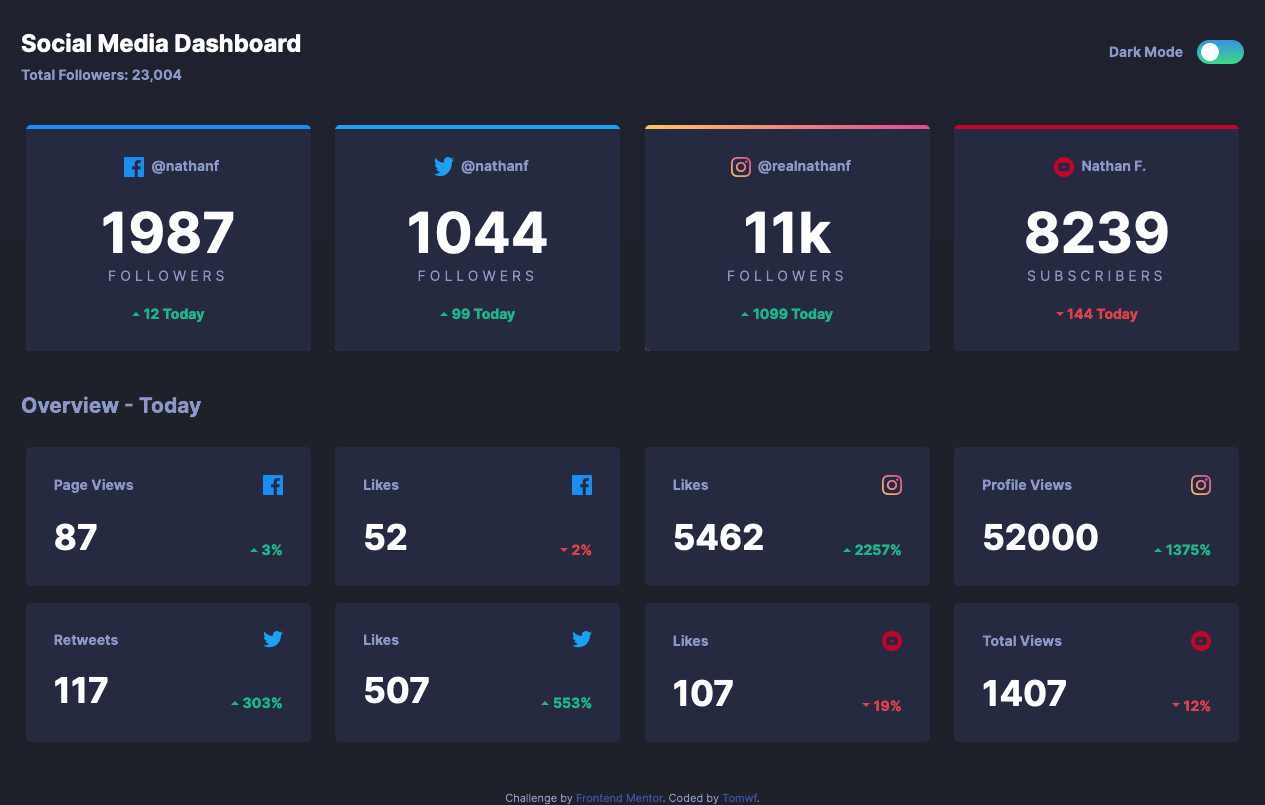 Social Media Dashboard
Total Followers: 23,004
Dark Mode
@nathanf
1987
FOLLOWERS
12 Today
@nathanf
1044
FOLLOWERS
99 Today
@realnathanf
11k
FOLLOWERS
1099 Today
Nathan F.
8239
SUBSCRIBERS
144 Today
Overview - Today
Page Views
87
3%
Likes
52
2%
Likes
5462
2257%
Profile Views
52000
1375%
Retweets
117
303%
Likes
507
553%
Likes
107
19%
Total Views
1407
12%
Challenge by Frontend Mentor. Coded by Tomwf.